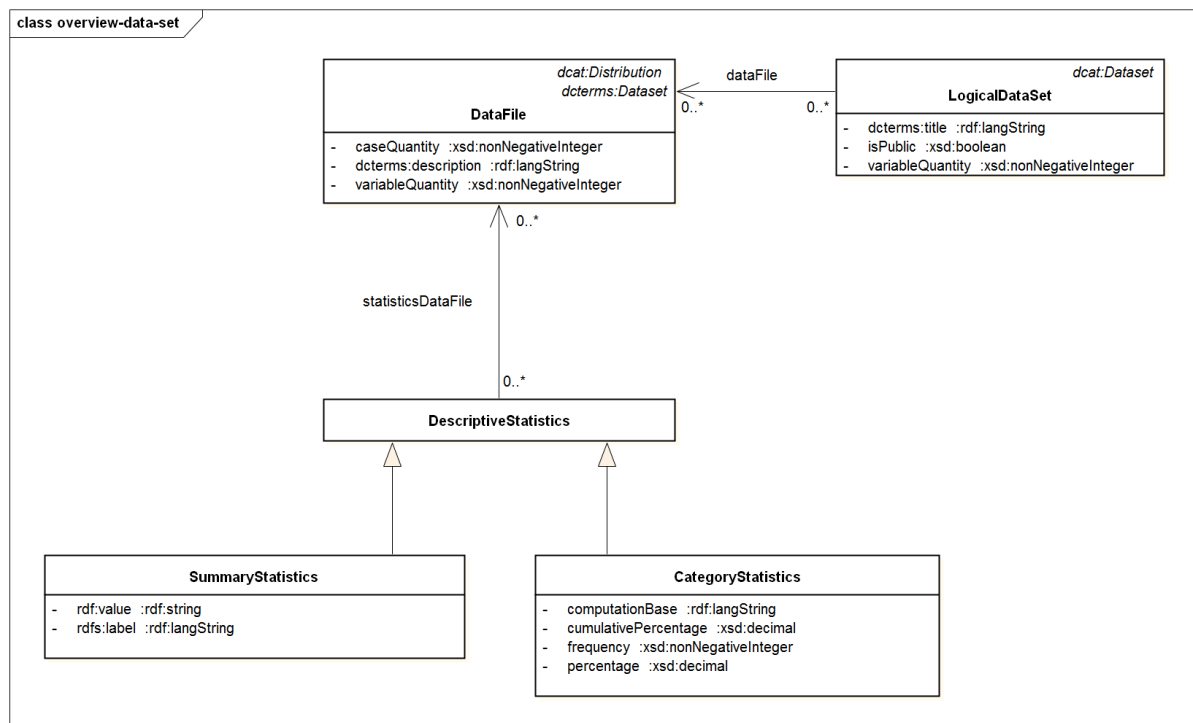 class overview-data-set
dcat:Distribution
dcterms:Dataset
DataFile
- caseQuantity :xsd:nonNegativeInteger
- dcterms:description :rdf:langString
- variableQuantity :xsd:nonNegativeInteger
dataFile
0..*
0..*
dcat:Dataset
LogicalDataSet
- dcterms:title :rdf:langString
- isPublic :xsd:boolean
- variableQuantity :xsd:nonNegativeInteger
0..*
statisticsDataFile
0..*
DescriptiveStatistics
SummaryStatistics
- rdf:value :rdf:string
- rdfs:label :rdf:langString
CategoryStatistics
- computationBase :rdf:langString
- cumulativePercentage :xsd:decimal
- frequency :xsd:nonNegativeInteger
- percentage :xsd:decimal